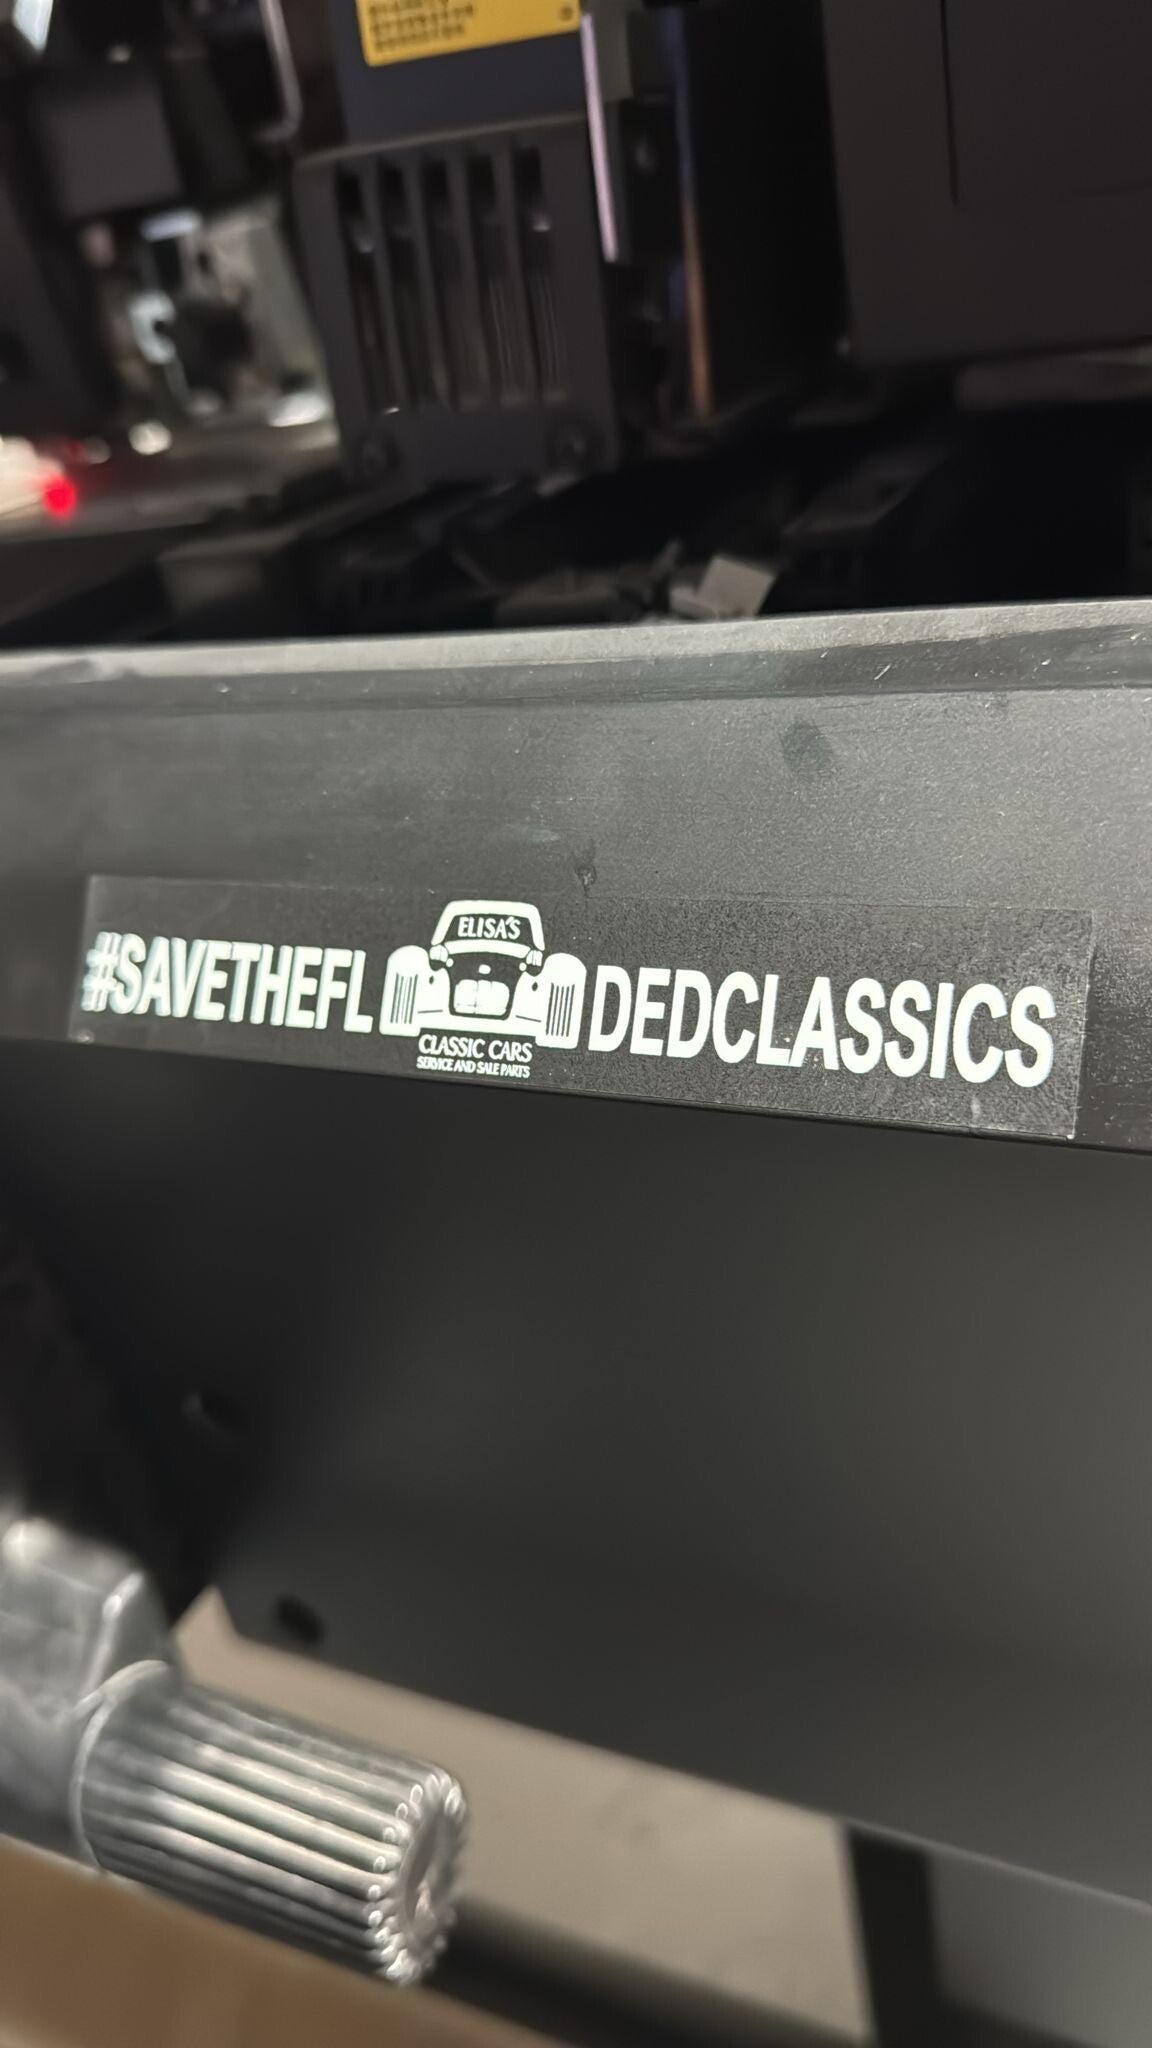 #SAVETHEFL DEDCLASSICS
ELISA'S
CLASSIC CARS
SERVICE AND SALE PARTS